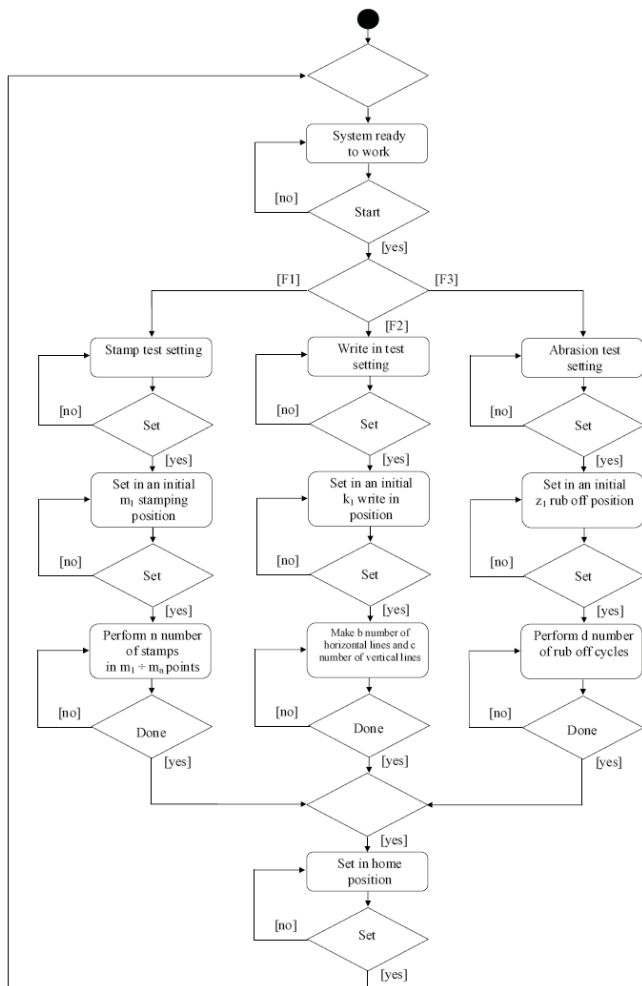 System ready
to work
[no]
Start
[yes]
[F1]
[F3]
[F2]
Stamp test setting
Write in test
setting
Abrasion test
setting
[no]
Set
[no]
Set
[no]
Set
[yes]
[yes]
[yes]
Set in an initial
m₁ stamping
position
Set in an initial
k₁ write in
position
Set in an initial
z₁ rub off position
[no]
Set
[no]
Set
[no]
Set
[yes]
[yes]
[yes]
Perform n number
of stamps
in m₁ ÷ mₙ points
Make b number of
horizontal lines and c
number of vertical lines
Perform d number
of rub off cycles
[no]
Done
[no]
Done
[no]
Done
[yes]
[yes]
[yes]
[yes]
Set in home
position
[no]
Set
[yes]